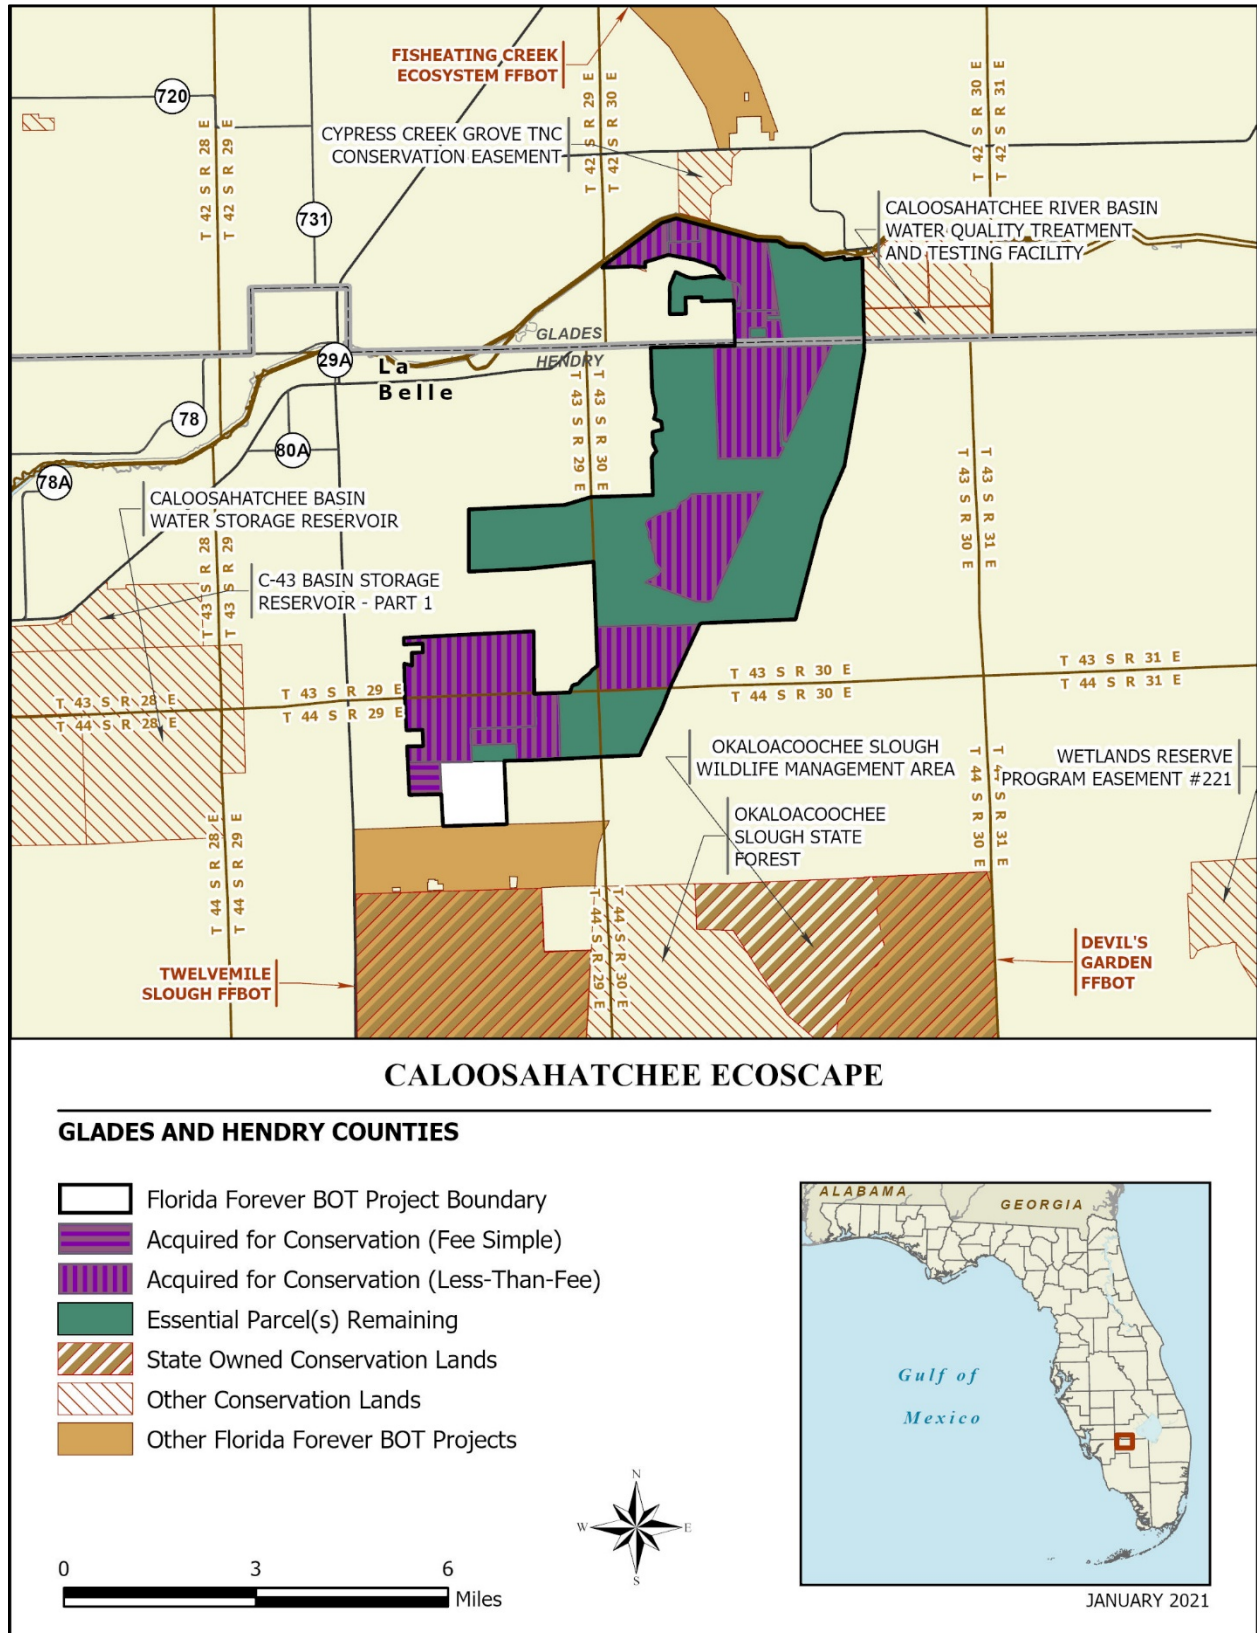 FISHEATING CREEK
ECOSYSTEM FFBOT
720
CYPRESS CREEK GROVE TNC
CONSERVATION EASEMENT
T 42 S R 28 E
T 42 S R 29 E
T 42 S R 29 E
T 42 S R 30 E
T 42 S R 30 E
T 42 S R 31 E
731
CALOOSAHATCHEE RIVER BASIN
WATER QUALITY TREATMENT
AND TESTING FACILITY
GLADES
HENDRY
29A
La
Belle
78
80A
78A
T 43 S R 29 E
T 43 S R 30 E
T 43 S R 30 E
T 43 S R 31 E
CALOOSAHATCHEE BASIN
WATER STORAGE RESERVOIR
C-43 BASIN STORAGE
RESERVOIR - PART 1
T 43 S R 28 E
T 43 S R 29 E
T 43 S R 28 E
T 44 S R 28 E
T 43 S R 29 E
T 44 S R 29 E
T 43 S R 30 E
T 44 S R 30 E
T 43 S R 31 E
T 44 S R 31 E
OKALOACOOCHEE SLOUGH
WILDLIFE MANAGEMENT AREA
WETLANDS RESERVE
PROGRAM EASEMENT #221
OKALOACOOCHEE
SLOUGH STATE
FOREST
T 44 S R 28 E
T 44 S R 29 E
T 44 S R 29 E
T 44 S R 30 E
T 44 S R 30 E
T 44 S R 31 E
TWELVEMILE
SLOUGH FFBOT
DEVIL'S
GARDEN
FFBOT
CALOOSAHATCHEE ECOSCAPE
GLADES AND HENDRY COUNTIES
Florida Forever BOT Project Boundary
Acquired for Conservation (Fee Simple)
Acquired for Conservation (Less-Than-Fee)
Essential Parcel(s) Remaining
State Owned Conservation Lands
Other Conservation Lands
Other Florida Forever BOT Projects
ALABAMA
GEORGIA
Gulf of
Mexico
N
W
E
S
0 3 6
Miles
JANUARY 2021